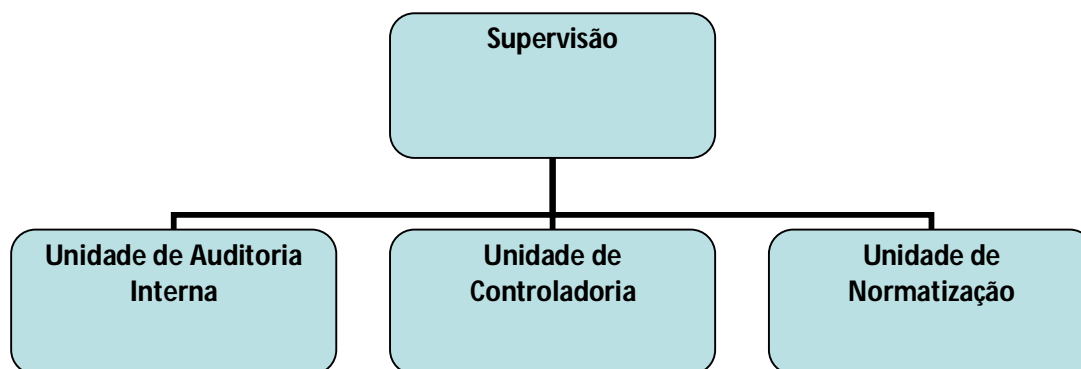 Supervisão
Unidade de Auditoria
Interna
Unidade de
Controladoria
Unidade de
Normatização